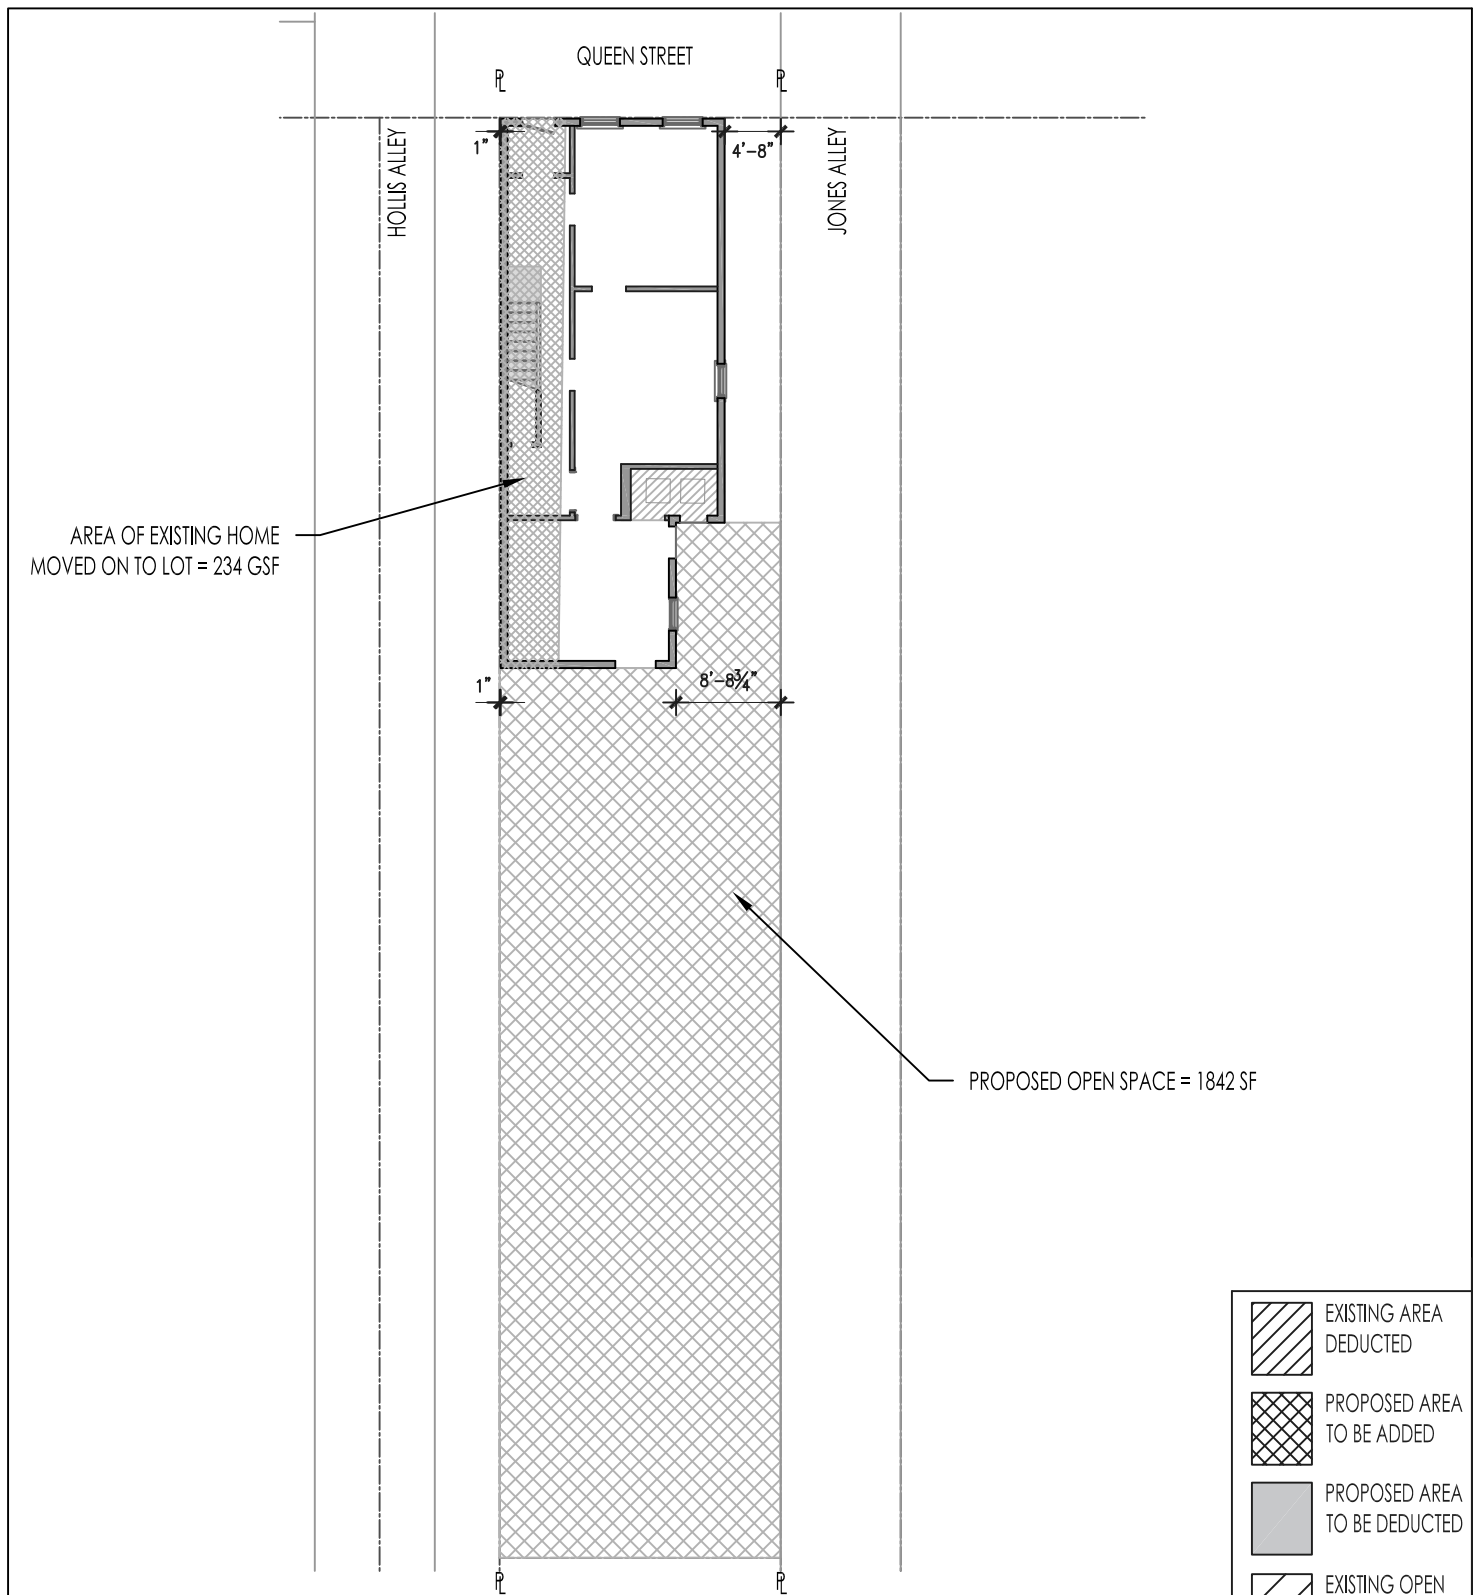 QUEEN STREET
PL
PL
HOLLIS ALLEY
JONES ALLEY
1"
4'-8"
AREA OF EXISTING HOME
MOVED ON TO LOT = 234 GSF
1"
8'-8¾"
PROPOSED OPEN SPACE = 1842 SF
EXISTING AREA
DEDUCTED
PROPOSED AREA
TO BE ADDED
PROPOSED AREA
TO BE DEDUCTED
EXISTING OPEN
PL
PL